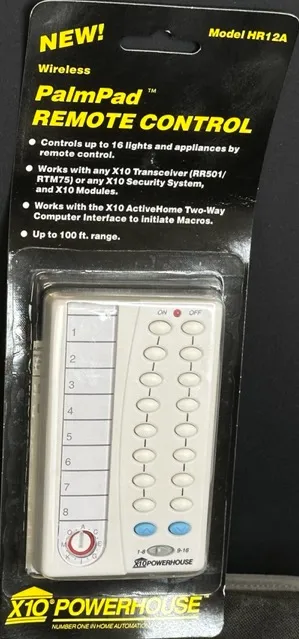 NEW!
Model HR12A
Wireless
PalmPad™
REMOTE CONTROL
• Controls up to 16 lights and appliances by
remote control.
• Works with any X10 Transceiver (RR501/
RTM75) or any X10 Security System,
and X10 Modules.
• Works with the X10 ActiveHome Two-Way
Computer Interface to initiate Macros.
• Up to 100 ft. range.
ON OFF
1
2
3
4
5
6
7
8
A
1-8 9-16
X10 POWERHOUSE
X10 POWERHOUSE™
NUMBER ONE IN HOME AUTOMATION